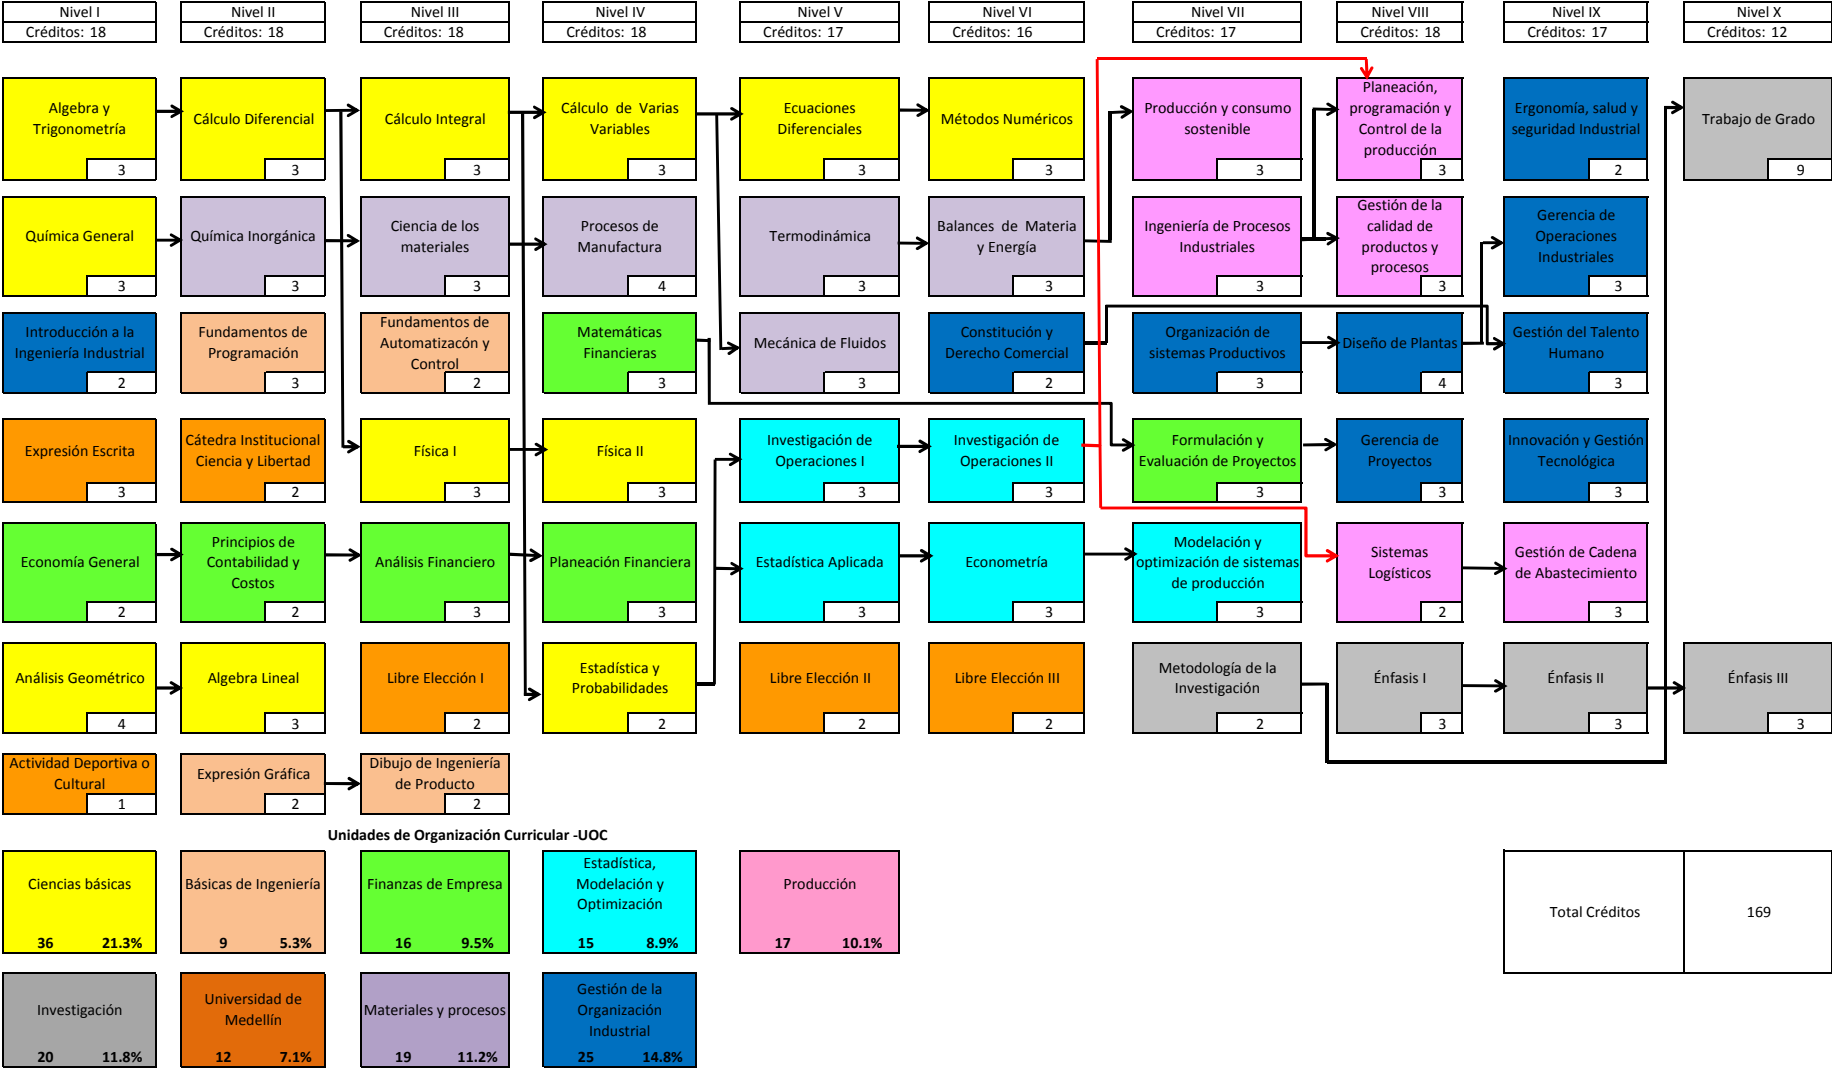 Nivel I
Nivel II
Nivel III
Nivel IV
Nivel V
Nivel VI
Nivel VII
Nivel VIII
Nivel IX
Nivel X
Créditos: 18
Créditos: 18
Créditos: 18
Créditos: 18
Créditos: 17
Créditos: 16
Créditos: 17
Créditos: 18
Créditos: 17
Créditos: 12
Algebra y
Trigonometría
3
Cálculo Diferencial
3
Cálculo Integral
3
Cálculo de Varias
Variables
3
Ecuaciones
Diferenciales
3
Métodos Numéricos
3
Producción y consumo
sostenible
3
Planeación,
programación y
Control de la
producción
3
Ergonomía, salud y
seguridad Industrial
2
Trabajo de Grado
9
Química General
3
Química Inorgánica
3
Ciencia de los
materiales
3
Procesos de
Manufactura
4
Termodinámica
3
Balances de Materia
y Energía
3
Ingeniería de Procesos
Industriales
3
Gestión de la
calidad de
productos y
procesos
3
Gerencia de
Operaciones
Industriales
3
Introducción a la
Ingeniería Industrial
2
Fundamentos de
Programación
3
Fundamentos de
Automatizacón y
Control
2
Matemáticas
Financieras
3
Mecánica de Fluidos
3
Constitución y
Derecho Comercial
2
Organización de
sistemas Productivos
3
Diseño de Plantas
4
Gestión del Talento
Humano
3
Expresión Escrita
3
Cátedra Institucional
Ciencia y Libertad
2
Física I
3
Física II
3
Investigación de
Operaciones I
3
Investigación de
Operaciones II
3
Formulación y
Evaluación de Proyectos
3
Gerencia de
Proyectos
3
Innovación y Gestión
Tecnológica
3
Economía General
2
Principios de
Contabilidad y
Costos
2
Análisis Financiero
3
Planeación Financiera
3
Estadística Aplicada
3
Econometría
3
Modelación y
optimización de sistemas
de producción
3
Sistemas
Logísticos
2
Gestión de Cadena
de Abastecimiento
3
Análisis Geométrico
4
Algebra Lineal
3
Libre Elección I
2
Estadística y
Probabilidades
2
Libre Elección II
2
Libre Elección III
2
Metodología de la
Investigación
2
Énfasis I
3
Énfasis II
3
Énfasis III
3
Actividad Deportiva o
Cultural
1
Expresión Gráfica
2
Dibujo de Ingeniería
de Producto
2
Unidades de Organización Curricular -UOC
Ciencias básicas
36 21.3%
Básicas de Ingeniería
9 5.3%
Finanzas de Empresa
16 9.5%
Estadística,
Modelación y
Optimización
15 8.9%
Producción
17 10.1%
Total Créditos
169
Investigación
20 11.8%
Universidad de
Medellín
12 7.1%
Materiales y procesos
19 11.2%
Gestión de la
Organización
Industrial
25 14.8%